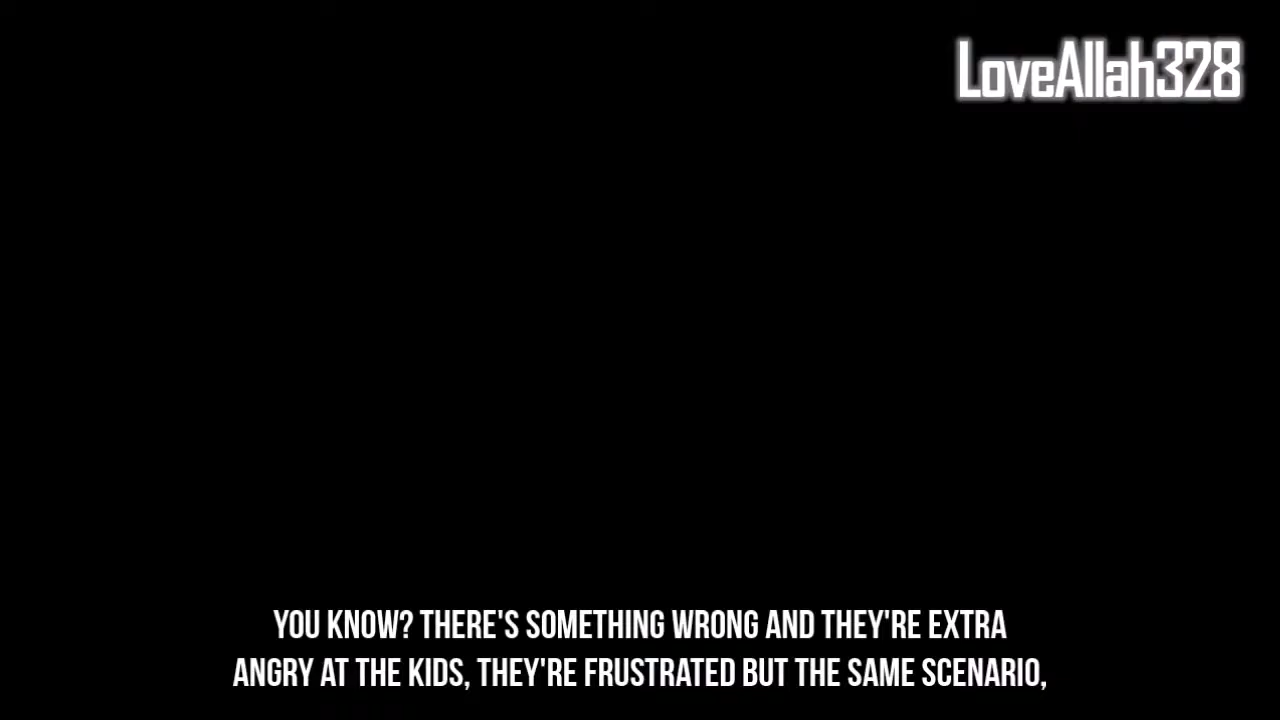 LoveAllah328
YOU KNOW? THERE'S SOMETHING WRONG AND THEY'RE EXTRA
ANGRY AT THE KIDS, THEY'RE FRUSTRATED BUT THE SAME SCENARIO,